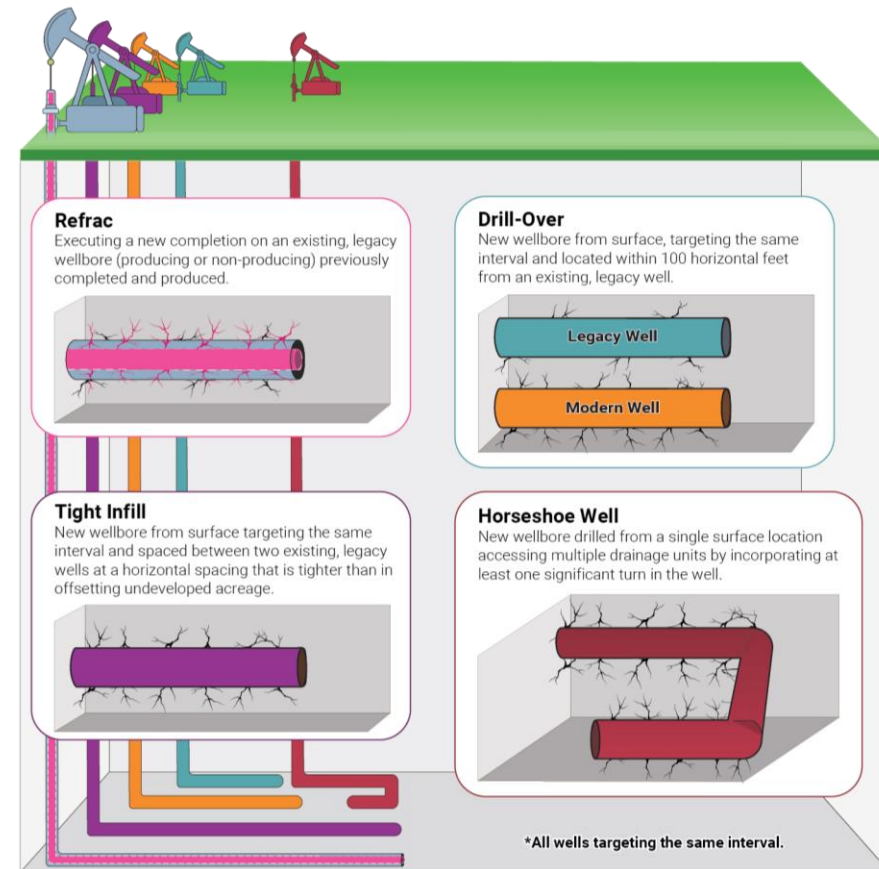 Refrac
Executing a new completion on an existing, legacy
wellbore (producing or non-producing) previously
completed and produced.
Drill-Over
New wellbore from surface, targeting the same
interval and located within 100 horizontal feet
from an existing, legacy well.
Legacy Well
Modern Well
Tight Infill
New wellbore from surface targeting the same
interval and spaced between two existing, legacy
wells at a horizontal spacing that is tighter than in
offsetting undeveloped acreage.
Horseshoe Well
New wellbore drilled from a single surface location
accessing multiple drainage units by incorporating at
least one significant turn in the well.
*All wells targeting the same interval.